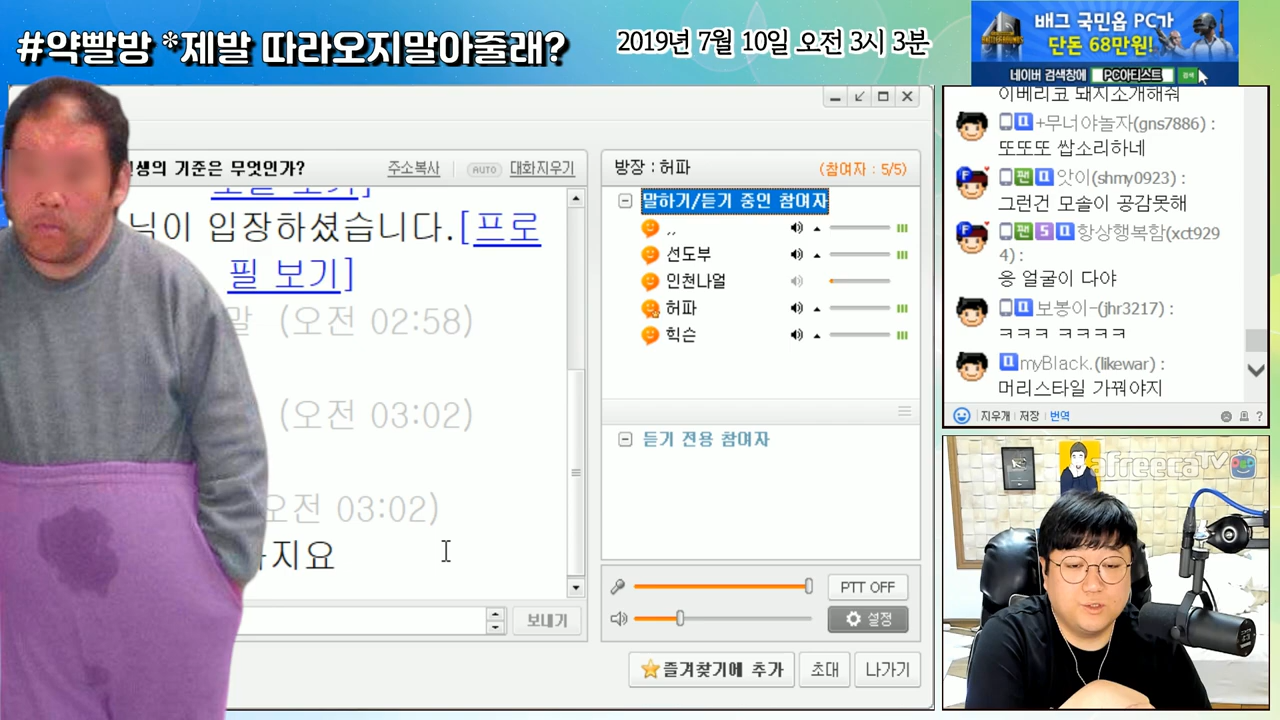 #약빨방 *제발 따라오지말아줄래?
2019년 7월 10일 오전 3시 3분
배그 국민옵 PC가
단돈 68만원!
네이버 검색창에 PC아티스트 검색
인생의 기준은 무엇인가?
주소복사
AUTO
대화지우기
보기]
님이 입장하셨습니다.[프로
필 보기]
말 (오전 02:58)
(오전 03:02)
오전 03:02)
지요
보내기
방장 : 허파
(참여자 : 5/5)
말하기/듣기 중인 참여자
,,
선도부
인천나얼
허파
힉슨
듣기 전용 참여자
PTT OFF
설정
즐겨찾기에 추가
초대
나가기
이베리코 돼지소개해줘
+무너야놀자(gns7886) :
또또또 쌉소리하네
팬 앗이(shmy0923) :
그런건 모솔이 공감못해
팬 S 항상행복함(xct929
4) :
응 얼굴이 다야
보봉이-(jhr3217) :
ㅋㅋㅋ ㅋㅋㅋㅋ
myBlack.(likewar) :
머리스타일 가꿔야지
지우개 저장 번역
?
afreecaTV